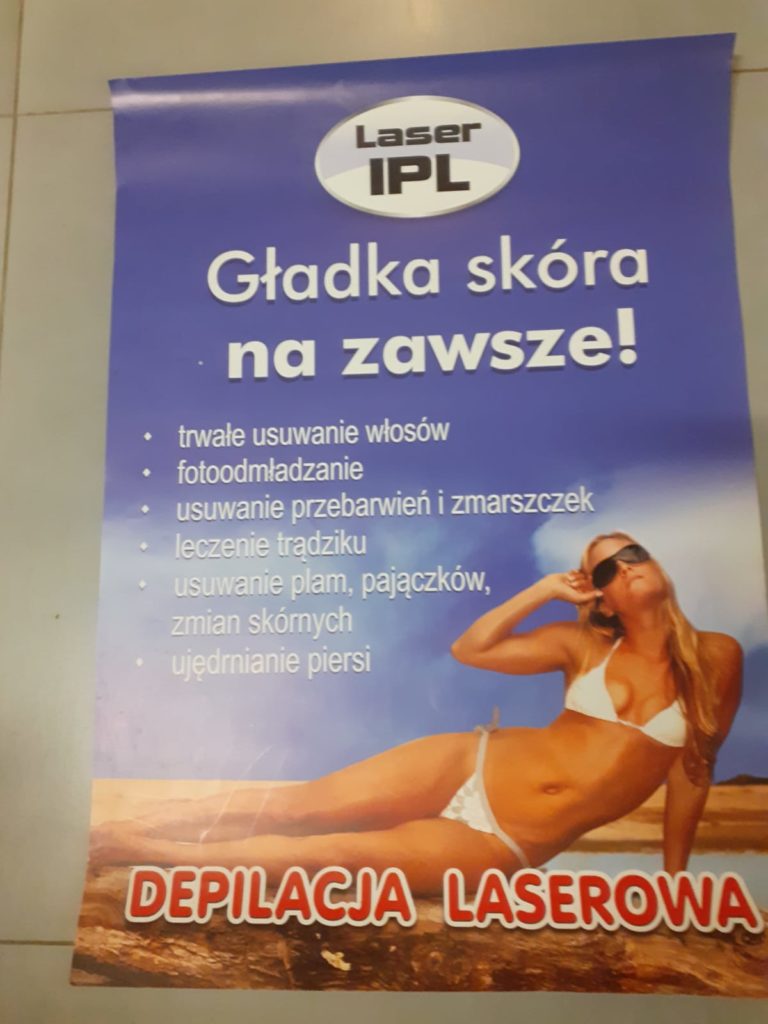 Laser
IPL
Gładka skóra
na zawsze!
• trwałe usuwanie włosów
• fotoodmładzanie
• usuwanie przebarwień i zmarszczek
• leczenie trądziku
• usuwanie plam, pajączków,
zmian skórnych
• ujędrnianie piersi
DEPILACJA LASEROWA